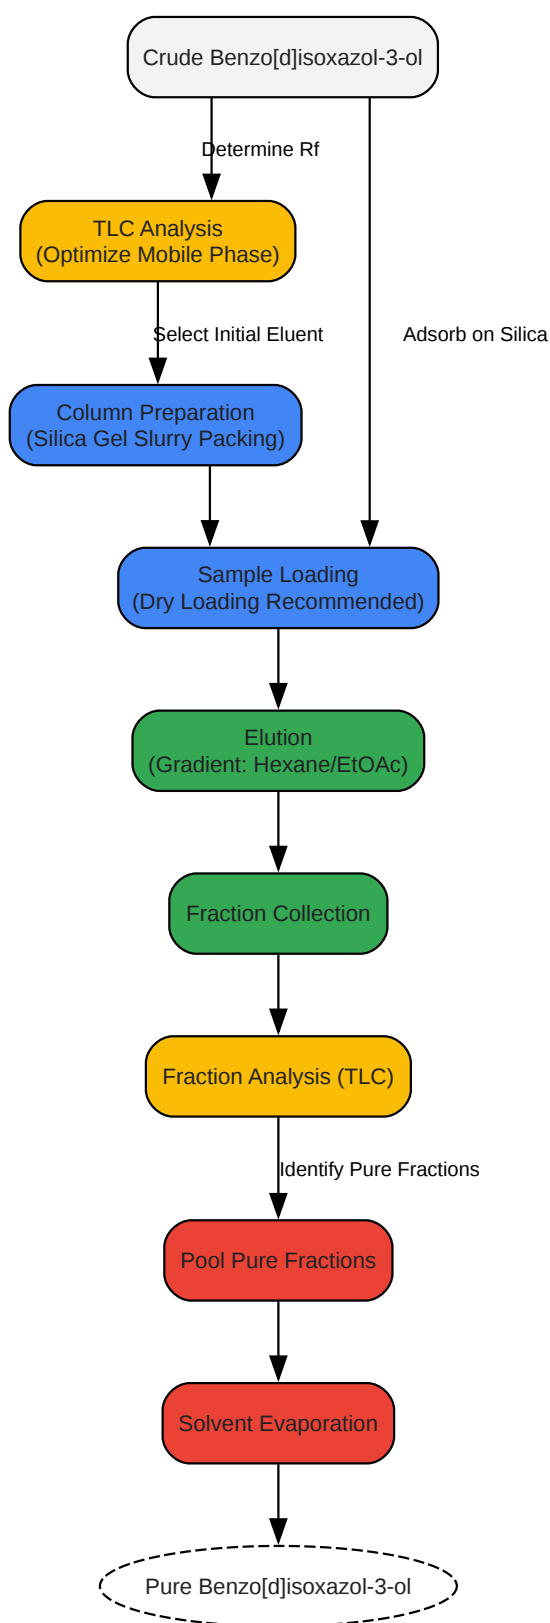 Crude Benzo[d]isoxazol-3-ol
Determine Rf
TLC Analysis
(Optimize Mobile Phase)
Select Initial Eluent
Adsorb on Silica
Column Preparation
(Silica Gel Slurry Packing)
Sample Loading
(Dry Loading Recommended)
Elution
(Gradient: Hexane/EtOAc)
Fraction Collection
Fraction Analysis (TLC)
Identify Pure Fractions
Pool Pure Fractions
Solvent Evaporation
Pure Benzo[d]isoxazol-3-ol